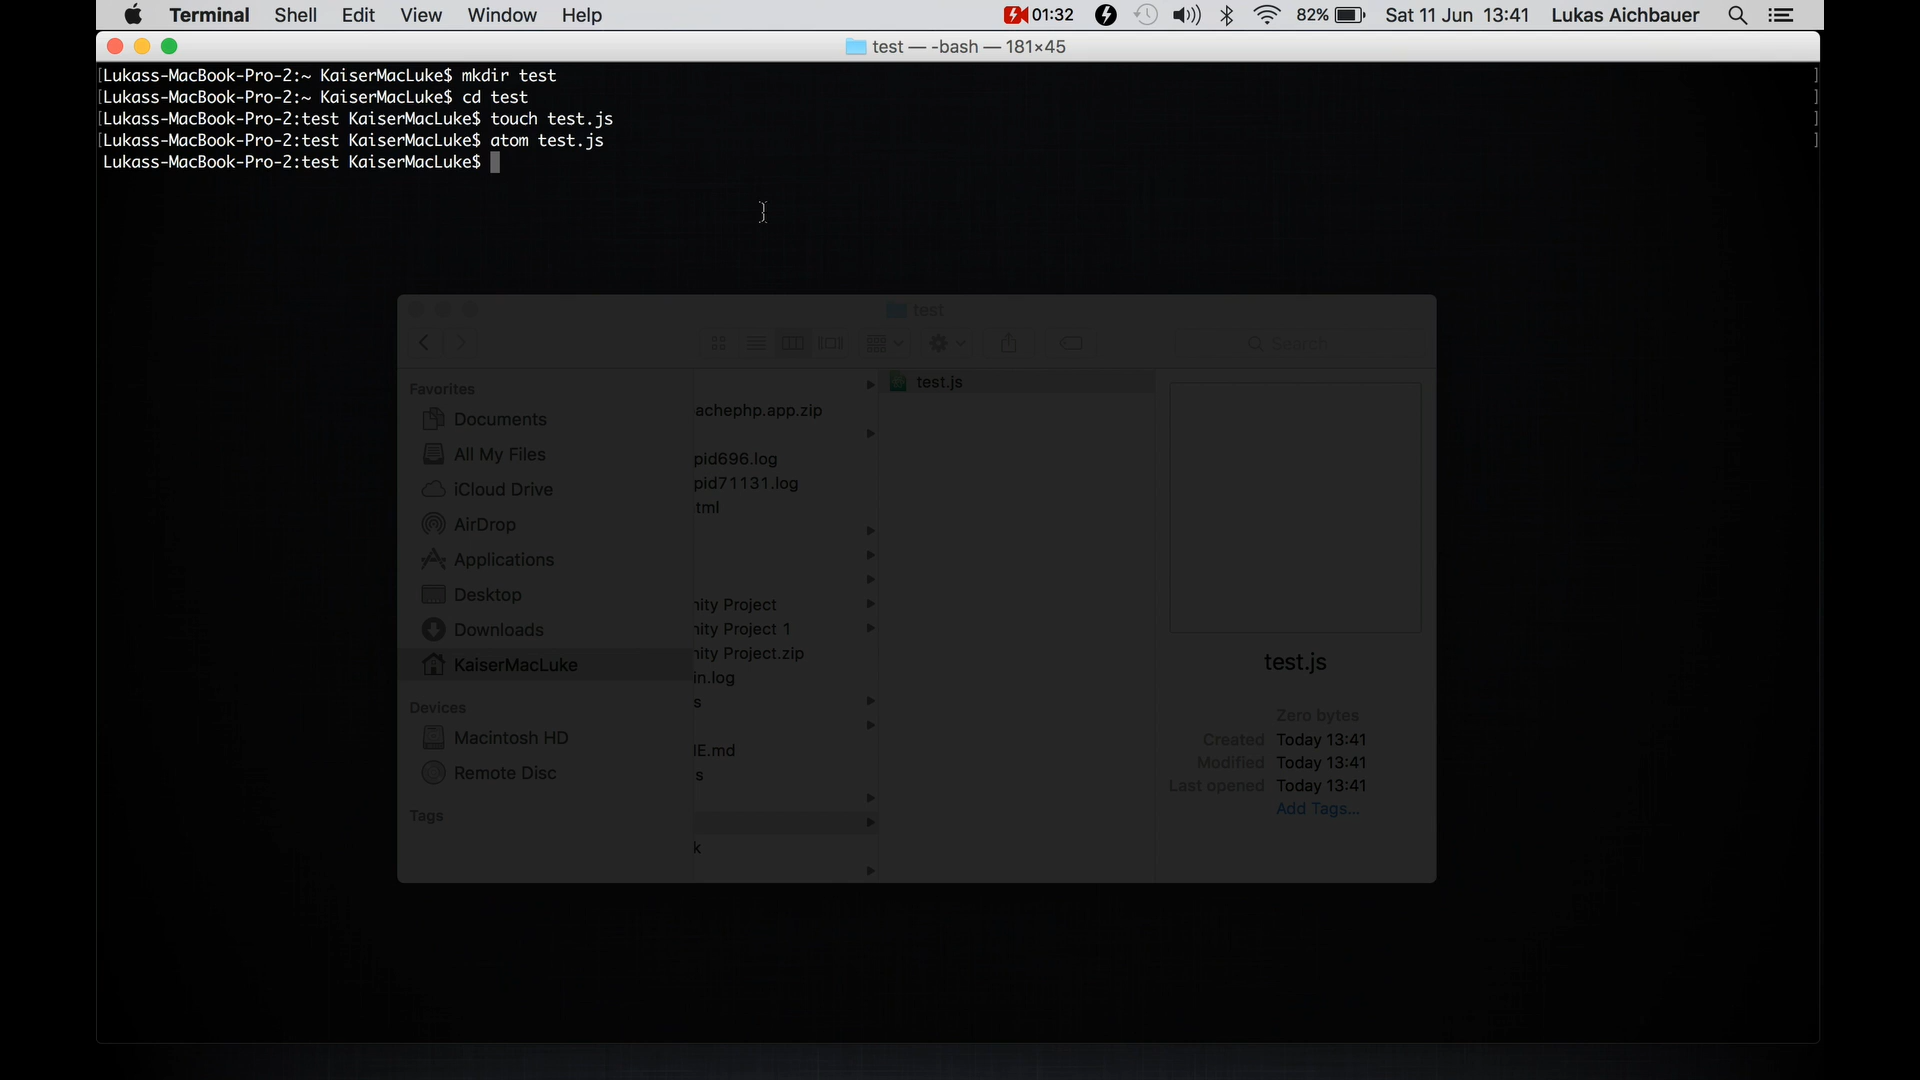 Terminal Shell Edit View Window Help 01:32 82% Sat 11 Jun 13:41 Lukas Aichbauer
test — -bash — 181×45
Lukass-MacBook-Pro-2:~ KaiserMacLuke$ mkdir test
Lukass-MacBook-Pro-2:~ KaiserMacLuke$ cd test
Lukass-MacBook-Pro-2:test KaiserMacLuke$ touch test.js
Lukass-MacBook-Pro-2:test KaiserMacLuke$ atom test.js
Lukass-MacBook-Pro-2:test KaiserMacLuke$
test
Search
Favorites
Documents
All My Files
iCloud Drive
AirDrop
Applications
Desktop
Downloads
KaiserMacLuke
Devices
Macintosh HD
Remote Disc
Tags
achephp.app.zip
pid696.log
pid71131.log
tml
nity Project
nity Project 1
nity Project.zip
in.log
s
IE.md
s
k
test.js
test.js
Zero bytes
Created Today 13:41
Modified Today 13:41
Last opened Today 13:41
Add Tags...